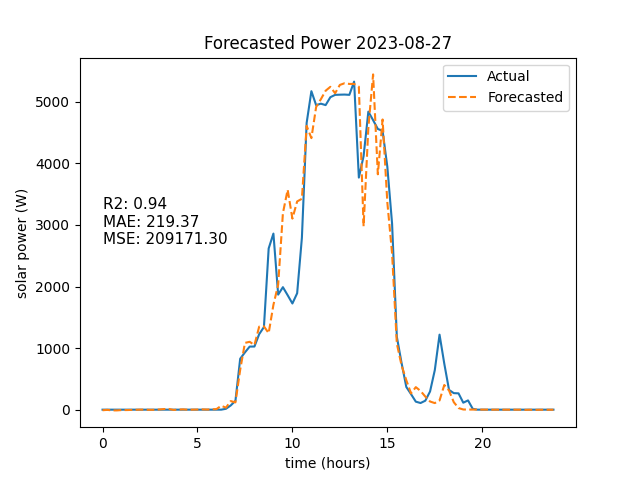 Forecasted Power 2023-08-27
Actual
Forecasted
5000
4000
3000
2000
1000
0
solar power (W)
R2: 0.94
MAE: 219.37
MSE: 209171.30
0 5 10 15 20
time (hours)